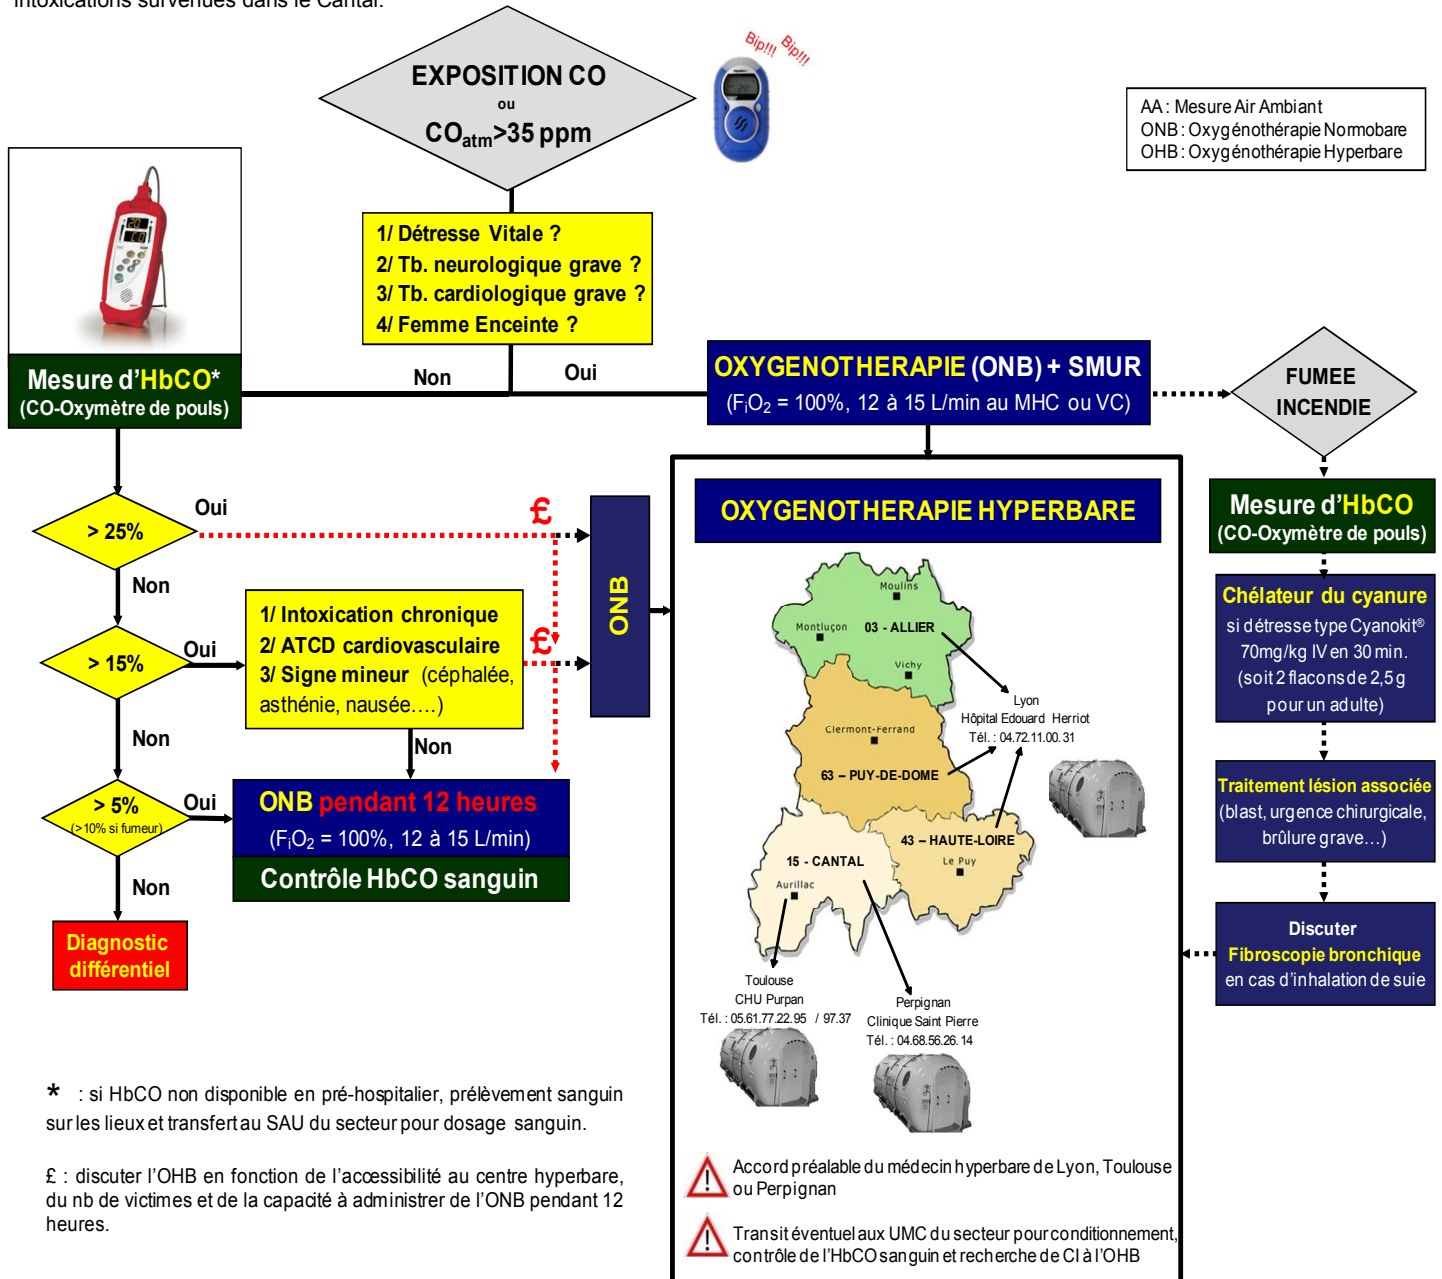 intoxications survenues dans le Cantal.
EXPOSITION CO
ou
COatm>35 ppm
Bip!!! Bip!!!
AA : Mesure Air Ambiant
ONB : Oxygénothérapie Normobare
OHB : Oxygénothérapie Hyperbare
1/ Détresse Vitale ?
2/ Tb. neurologique grave ?
3/ Tb. cardiologique grave ?
4/ Femme Enceinte ?
Non
Oui
Mesure d'HbCO*
(CO-Oxymètre de pouls)
OXYGENOTHERAPIE (ONB) + SMUR
(FiO2 = 100%, 12 à 15 L/min au MHC ou VC)
FUMEE
INCENDIE
> 25%
Oui
£
Non
ONB
1/ Intoxication chronique
2/ ATCD cardiovasculaire
3/ Signe mineur (céphalée,
asthénie, nausée….)
> 15%
Oui
£
Non
Non
> 5%
(>10% si fumeur)
Oui
ONB pendant 12 heures
(FiO2 = 100%, 12 à 15 L/min)
Contrôle HbCO sanguin
Non
Diagnostic
différentiel
OXYGENOTHERAPIE HYPERBARE
Moulins
Montluçon
03 - ALLIER
Vichy
Clermont-Ferrand
63 – PUY-DE-DOME
43 – HAUTE-LOIRE
Le Puy
15 - CANTAL
Aurillac
Lyon
Hôpital Edouard Herriot
Tél. : 04.72.11.00.31
Toulouse
CHU Purpan
Tél. : 05.61.77.22.95 / 97.37
Perpignan
Clinique Saint Pierre
Tél. : 04.68.56.26.14
Accord préalable du médecin hyperbare de Lyon, Toulouse
ou Perpignan
Transit éventuel aux UMC du secteur pour conditionnement,
contrôle de l'HbCO sanguin et recherche de CI à l'OHB
Mesure d'HbCO
(CO-Oxymètre de pouls)
Chélateur du cyanure
si détresse type Cyanokit®
70mg/kg IV en 30 min.
(soit 2 flacons de 2,5 g
pour un adulte)
Traitement lésion associée
(blast, urgence chirurgicale,
brûlure grave…)
Discuter
Fibroscopie bronchique
en cas d'inhalation de suie
* : si HbCO non disponible en pré-hospitalier, prélèvement sanguin
sur les lieux et transfert au SAU du secteur pour dosage sanguin.
£ : discuter l'OHB en fonction de l'accessibilité au centre hyperbare,
du nb de victimes et de la capacité à administrer de l'ONB pendant 12
heures.